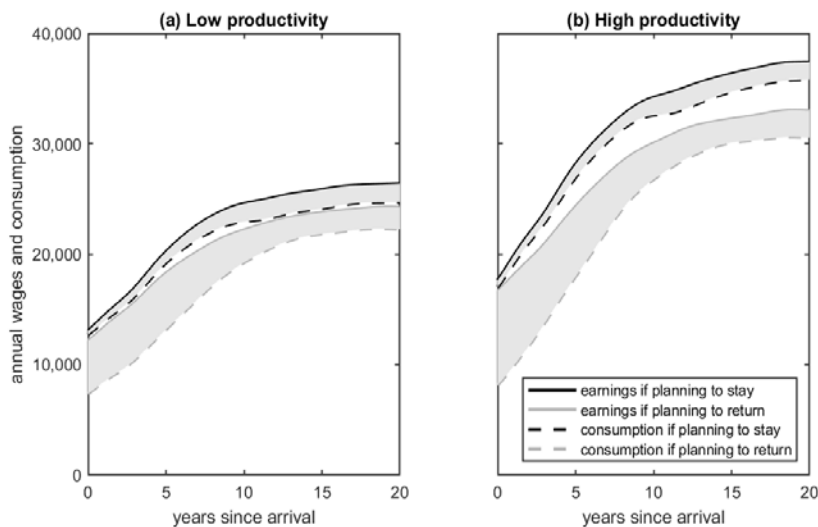 (a) Low productivity
(b) High productivity
annual wages and consumption
40,000
30,000
20,000
10,000
0
0 5 10 15 20
years since arrival
0 5 10 15 20
years since arrival
earnings if planning to stay
earnings if planning to return
consumption if planning to stay
consumption if planning to return